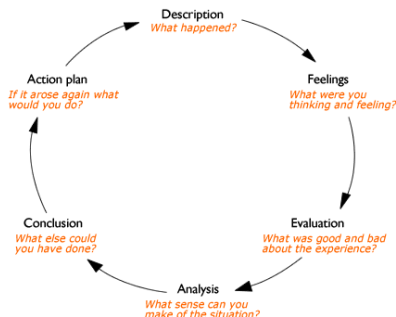 Description
What happened?
Feelings
What were you
thinking and feeling?
Evaluation
What was good and bad
about the experience?
Analysis
What sense can you
make of the situation?
Conclusion
What else could
you have done?
Action plan
If it arose again what
would you do?